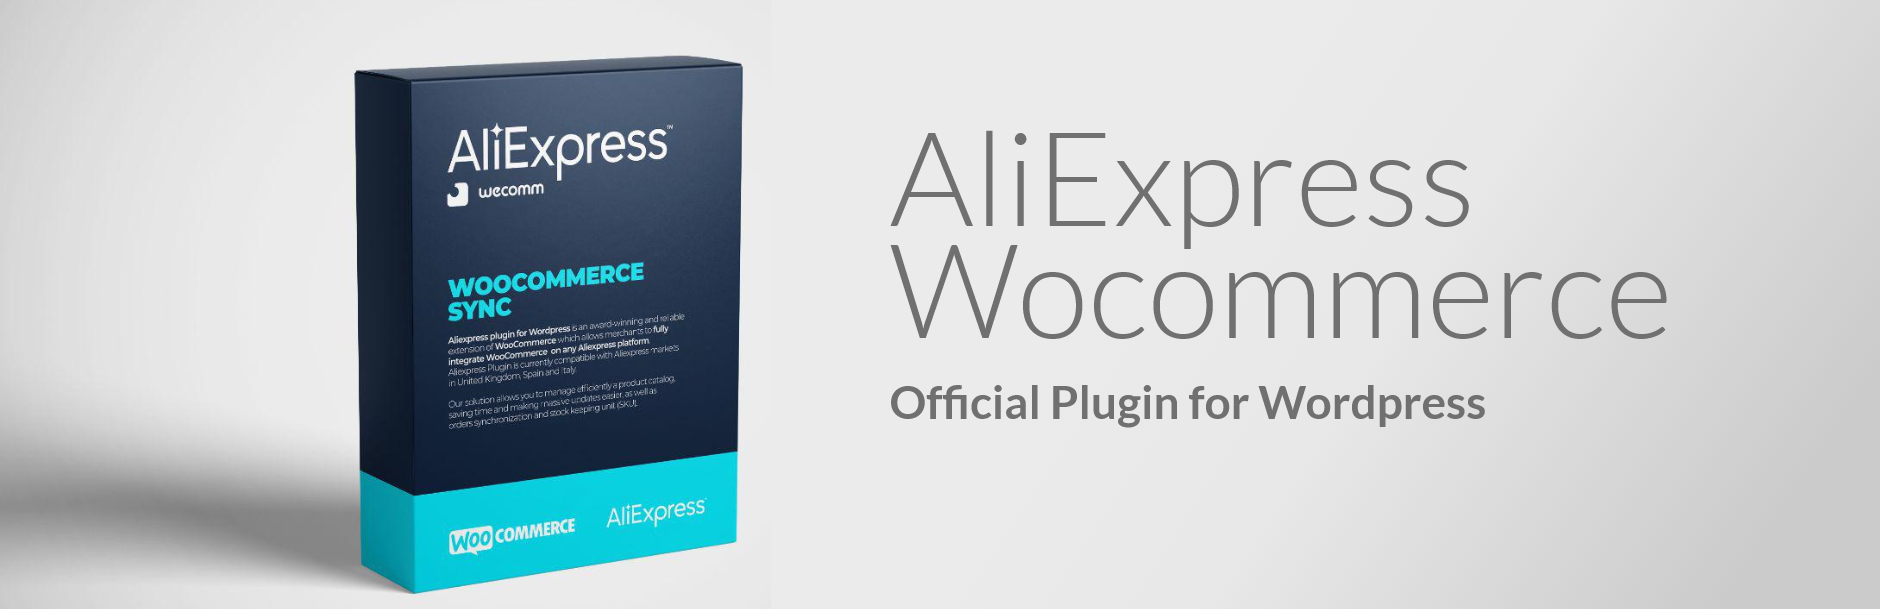 AliExpress™
wecomm
WOOCOMMERCE
SYNC
Aliexpress plugin for Wordpress is an award-winning and reliable
extension of WooCommerce which allows merchants to fully
integrate WooCommerce on any Aliexpress platform.
Aliexpress Plugin is currently compatible with Aliexpress markets
in United Kingdom, Spain and Italy.
Our solution allows you to manage efficiently a product catalog,
saving time and making massive updates easier, as well as
orders synchronization and stock keeping unit (SKU).
WOOCOMMERCE
AliExpress
AliExpress
Wocommerce
Official Plugin for Wordpress